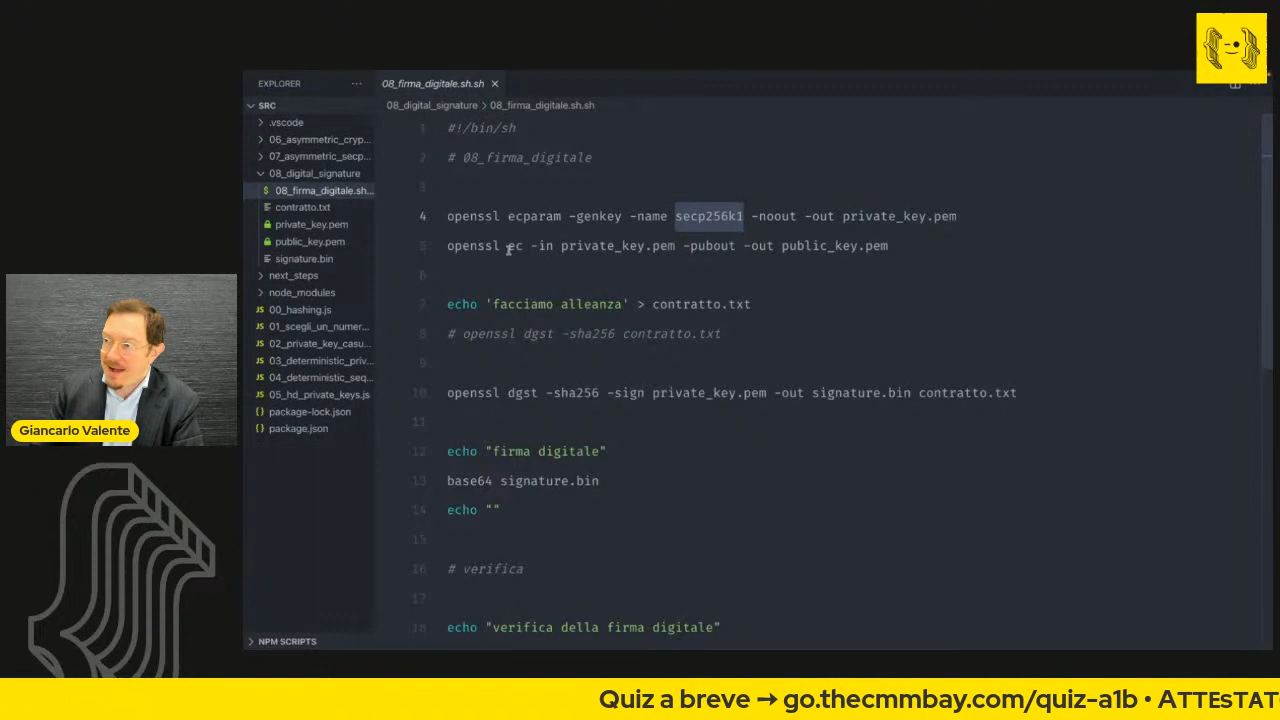 EXPLORER
···
08_firma_digitale.sh.sh
SRC
08_digital_signature > 08_firma_digitale.sh.sh
.vscode
06_asymmetric_cryp...
07_asymmetric_secp...
08_digital_signature
$ 08_firma_digitale.sh...
contratto.txt
private_key.pem
public_key.pem
signature.bin
next_steps
node_modules
JS 00_hashing.js
JS 01_scegli_un_numer...
JS 02_private_key_casu...
JS 03_deterministic_priv...
JS 04_deterministic_seq...
JS 05_hd_private_keys.js
{} package-lock.json
{} package.json
NPM SCRIPTS
1 #!/bin/sh
2 # 08_firma_digitale
3
4 openssl ecparam -genkey -name secp256k1 -noout -out private_key.pem
5 openssl ec -in private_key.pem -pubout -out public_key.pem
6
7 echo 'facciamo alleanza' > contratto.txt
8 # openssl dgst -sha256 contratto.txt
9
10 openssl dgst -sha256 -sign private_key.pem -out signature.bin contratto.txt
11
12 echo "firma digitale"
13 base64 signature.bin
14 echo ""
15
16 # verifica
17
18 echo "verifica della firma digitale"
Giancarlo Valente
Quiz a breve → go.thecmmbay.com/quiz-a1b • ATTESTAT